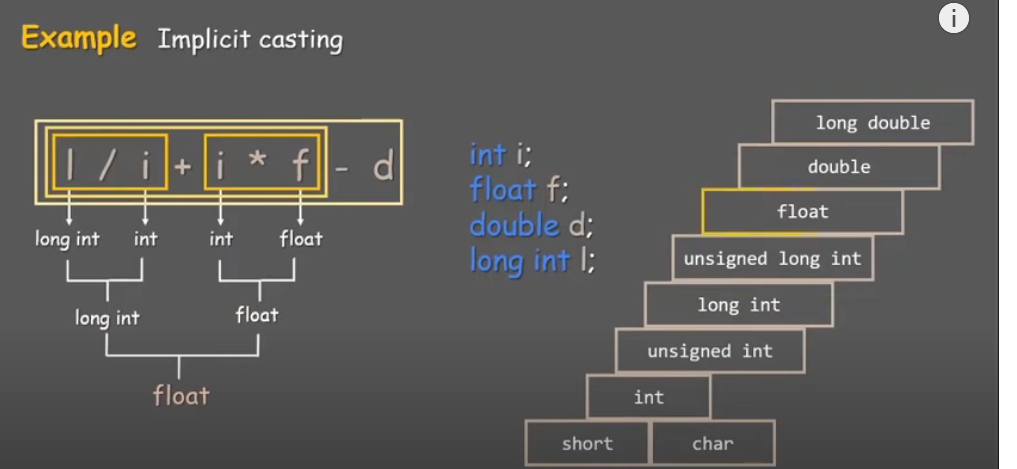 Example Implicit casting
i
l / i + i * f - d
long int int int float
long int float
float
int i;
float f;
double d;
long int l;
long double
double
float
unsigned long int
long int
unsigned int
int
short char